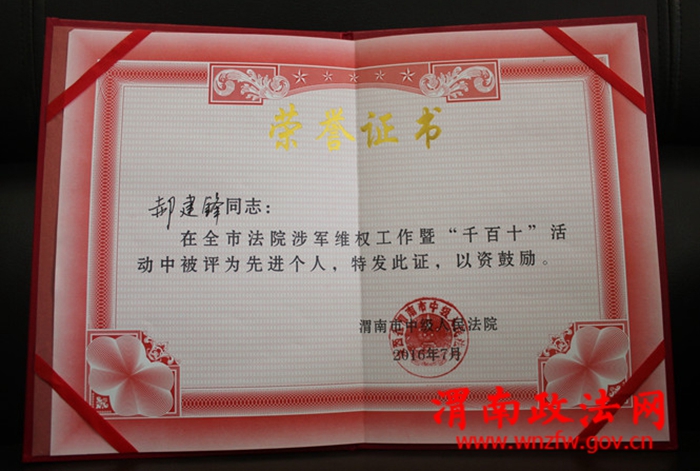 荣誉证书
郝建锋同志：
在全市法院涉军维权工作暨“千百十”活
动中被评为先进个人，特发此证，以资鼓励。
渭南市中级人民法院
2016年7月
渭南政法网
www.wnzfw.gov.cn